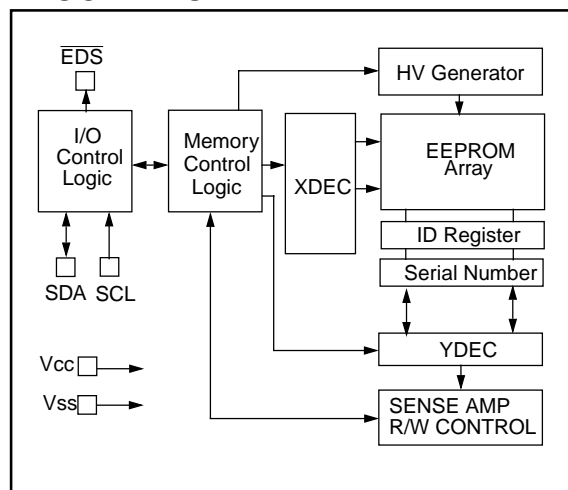 EDS
I/O
Control
Logic
SDA
SCL
Vcc
Vss
Memory
Control
Logic
XDEC
HV Generator
EEPROM
Array
ID Register
Serial Number
YDEC
SENSE AMP
R/W CONTROL